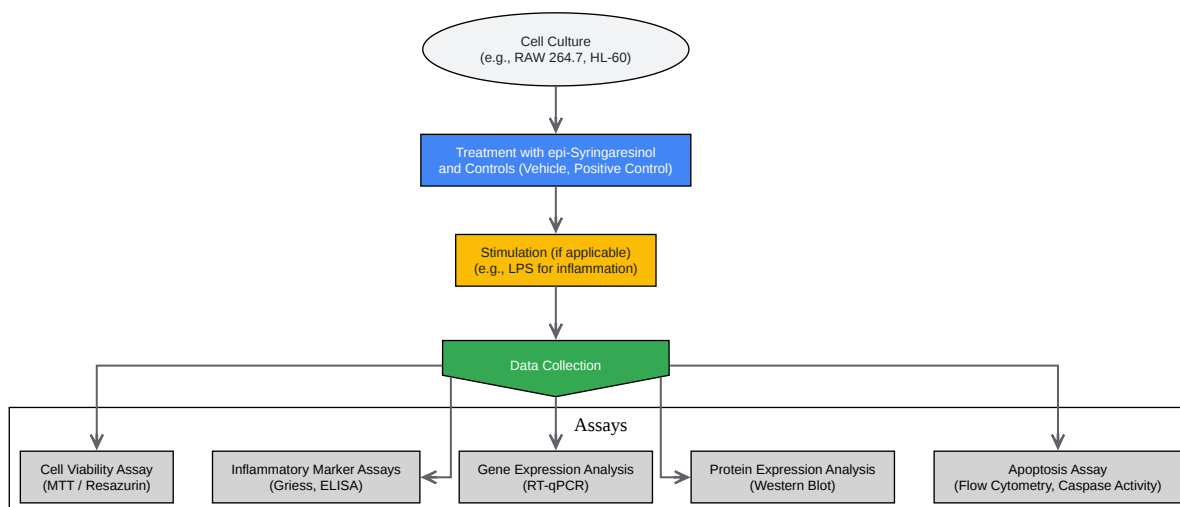 Cell Culture
(e.g., RAW 264.7, HL-60)
Treatment with epi-Syringaresinol
and Controls (Vehicle, Positive Control)
Stimulation (if applicable)
(e.g., LPS for inflammation)
Data Collection
Assays
Cell Viability Assay
(MTT / Resazurin)
Inflammatory Marker Assays
(Griess, ELISA)
Gene Expression Analysis
(RT-qPCR)
Protein Expression Analysis
(Western Blot)
Apoptosis Assay
(Flow Cytometry, Caspase Activity)